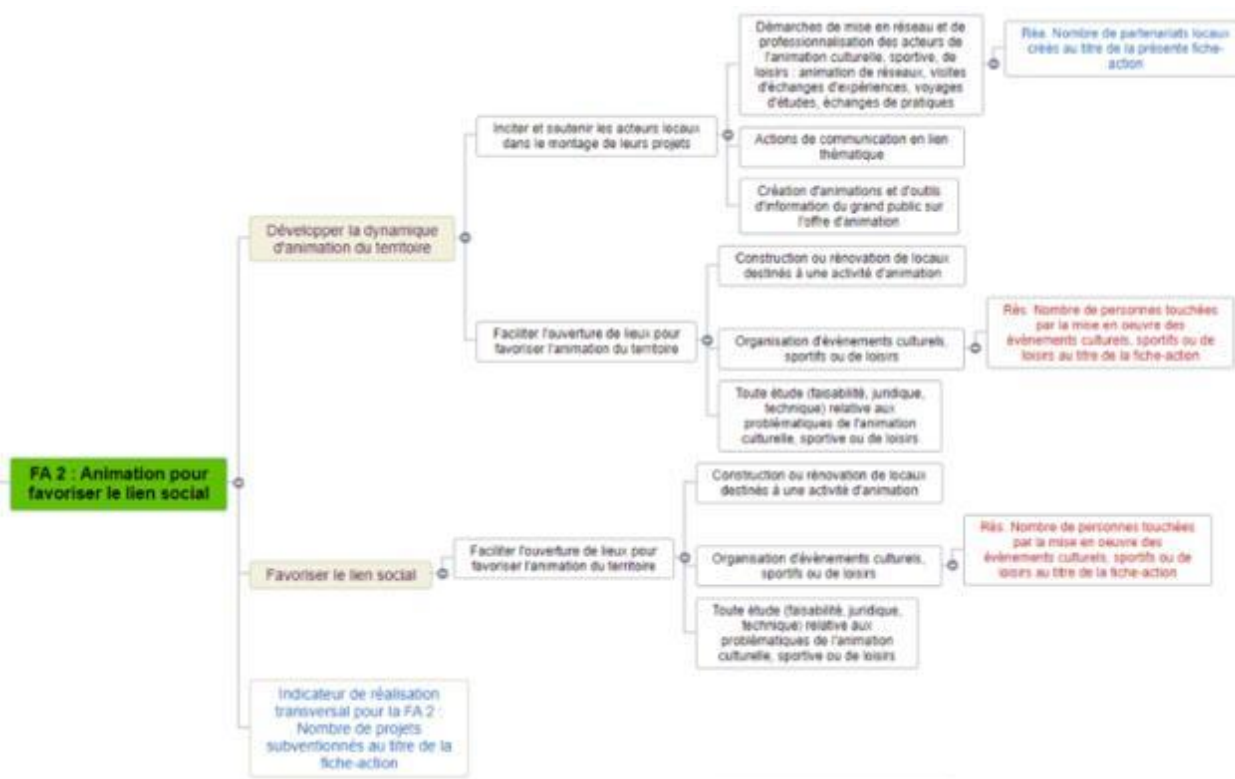 Démarches de mise en réseau et de
professionnalisation des acteurs de
l'animation culturelle, sportive, de
loisirs : animation de réseaux, visites
d'échanges d'expériences, voyages
d'études, échanges de pratiques
Réa. Nombre de partenariats locaux
créés au titre de la présente fiche-
action
Inciter et soutenir les acteurs locaux
dans le montage de leurs projets
Actions de communication en lien
thématique
Création d'animations et d'outils
d'information du grand public sur
l'offre d'animation
Développer la dynamique
d'animation du territoire
Construction ou rénovation de locaux
destinés à une activité d'animation
Faciliter l'ouverture de lieux pour
favoriser l'animation du territoire
Organisation d'évènements culturels,
sportifs ou de loisirs
Rés. Nombre de personnes touchées
par la mise en oeuvre des
évènements culturels, sportifs ou de
loisirs au titre de la fiche-action
Toute étude (faisabilité, juridique,
technique) relative aux
problématiques de l'animation
culturelle, sportive ou de loisirs
FA 2 : Animation pour
favoriser le lien social
Construction ou rénovation de locaux
destinés à une activité d'animation
Favoriser le lien social
Faciliter l'ouverture de lieux pour
favoriser l'animation du territoire
Organisation d'évènements culturels,
sportifs ou de loisirs
Rés. Nombre de personnes touchées
par la mise en oeuvre des
évènements culturels, sportifs ou de
loisirs au titre de la fiche-action
Toute étude (faisabilité, juridique,
technique) relative aux
problématiques de l'animation
culturelle, sportive ou de loisirs
Indicateur de réalisation
transversal pour la FA 2 :
Nombre de projets
subventionnés au titre de la
fiche-action